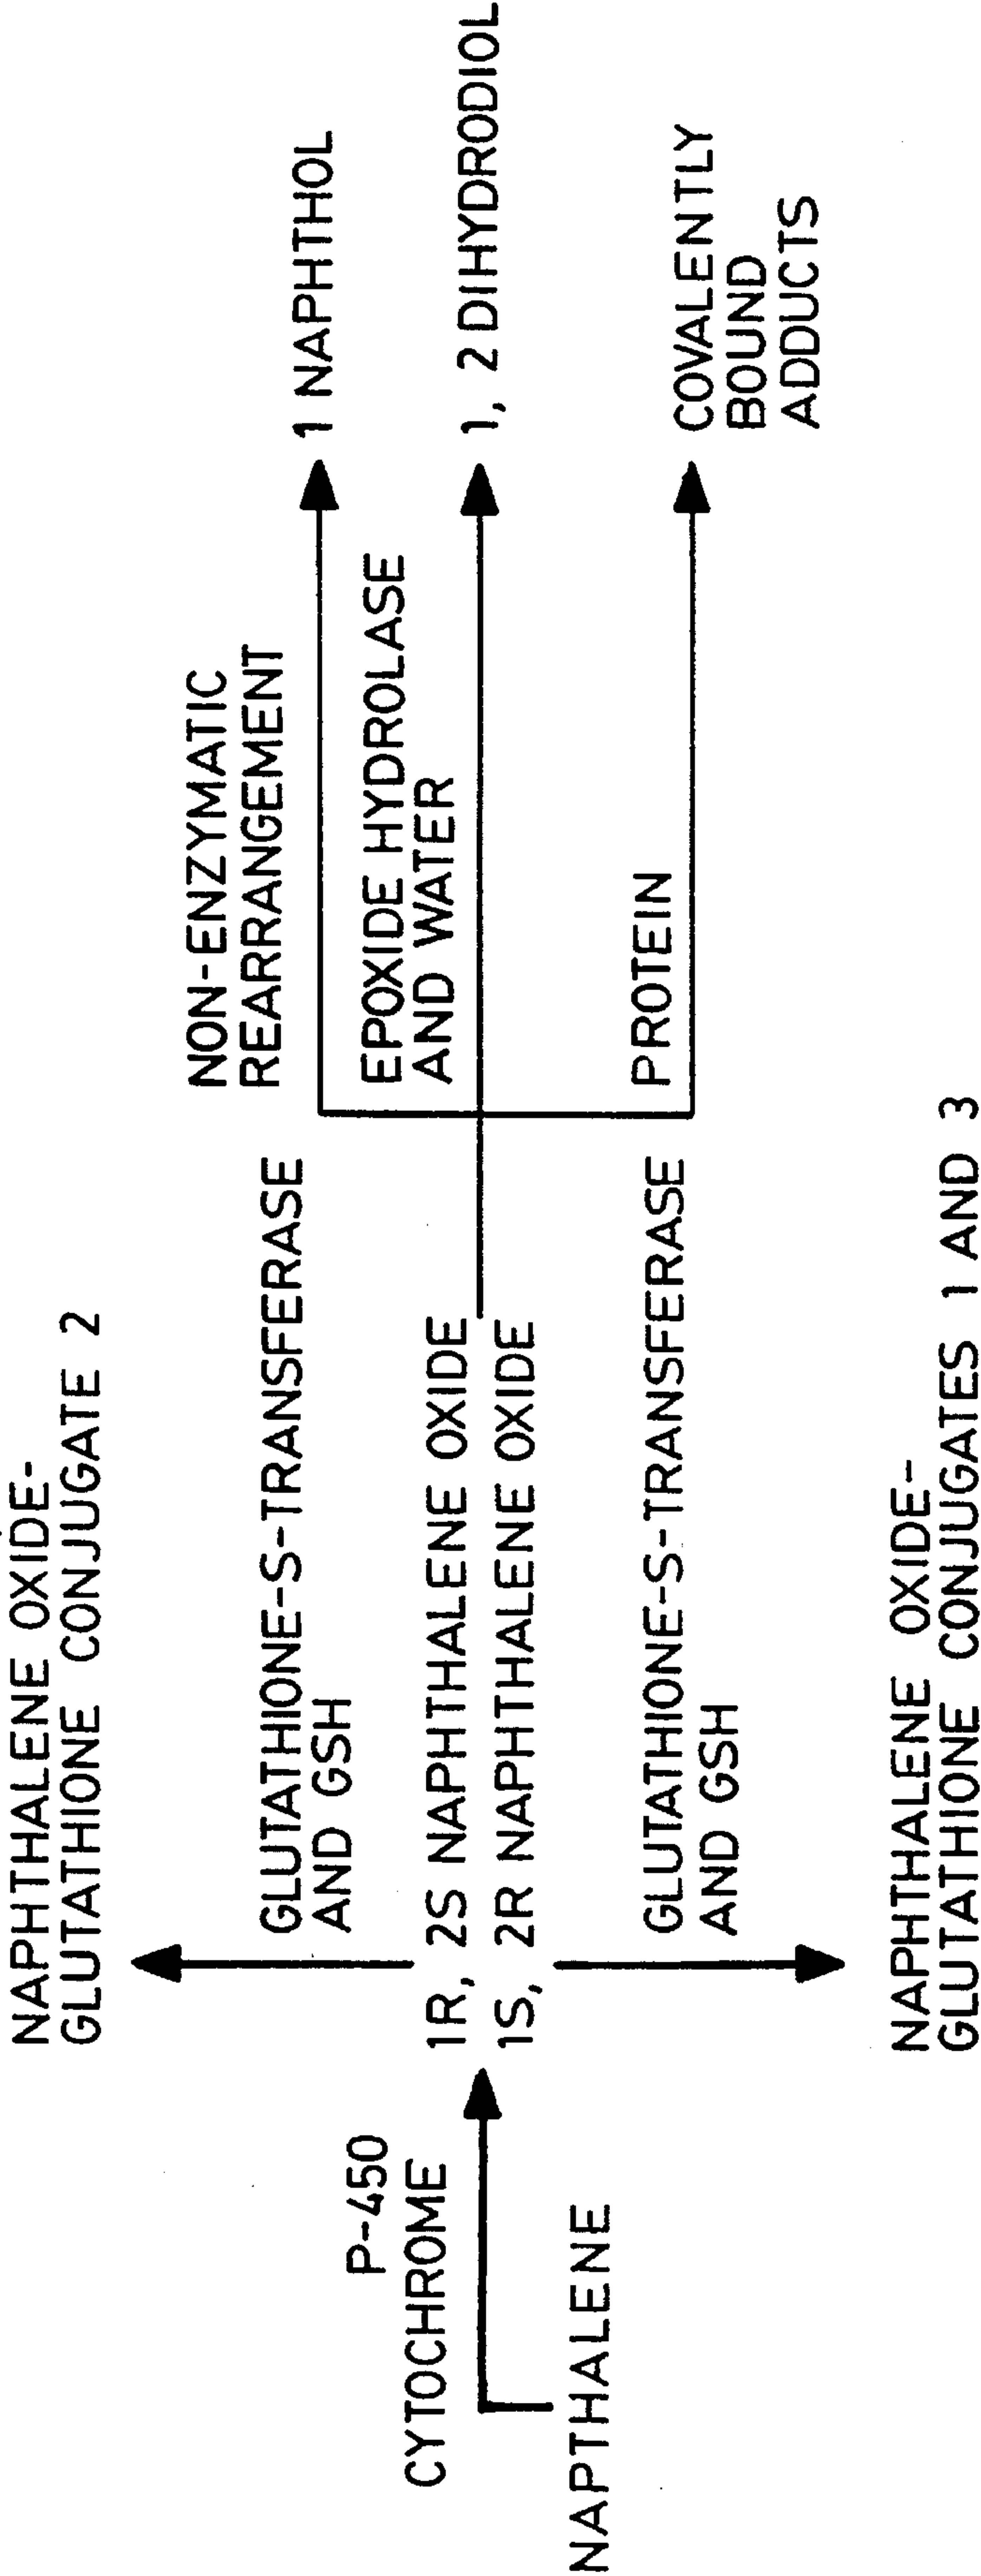 NAPHTHALENE OXIDE-
GLUTATHIONE CONJUGATE 2
GLUTATHIONE-S-TRANSFERASE
AND GSH
NON-ENZYMATIC
REARRANGEMENT
1 NAPHTHOL
P-450
CYTOCHROME
NAPTHALENE
1R, 2S NAPHTHALENE OXIDE
1S, 2R NAPHTHALENE OXIDE
EPOXIDE HYDROLASE
AND WATER
1, 2 DIHYDRODIOL
GLUTATHIONE-S-TRANSFERASE
AND GSH
PROTEIN
COVALENTLY
BOUND
ADDUCTS
NAPHTHALENE OXIDE-
GLUTATHIONE CONJUGATES 1 AND 3